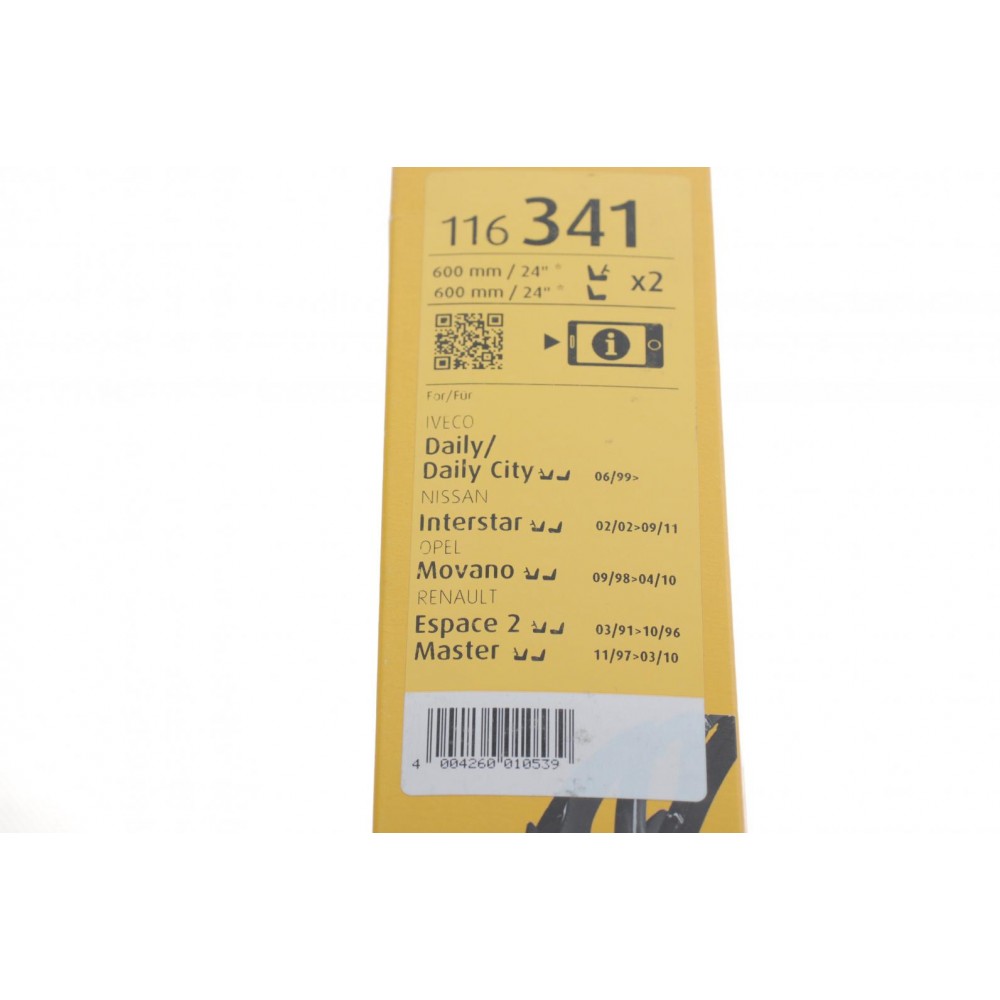 116 341
600 mm / 24"
600 mm / 24"
x2
i
For/Für
IVECO
Daily/
Daily City 06/99>
NISSAN
Interstar 02/02>09/11
OPEL
Movano 09/98>04/10
RENAULT
Espace 2 03/91>10/96
Master 11/97>03/10
4 004260 010539